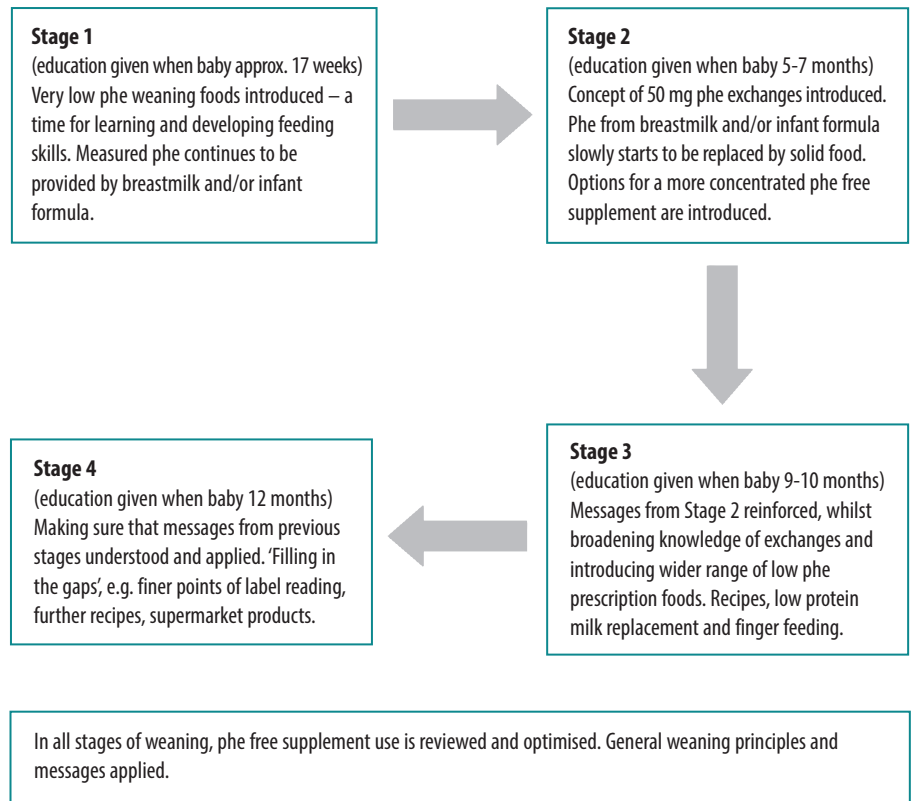 Stage 1
(education given when baby approx. 17 weeks)
Very low phe weaning foods introduced – a
time for learning and developing feeding
skills. Measured phe continues to be
provided by breastmilk and/or infant
formula.
Stage 2
(education given when baby 5-7 months)
Concept of 50 mg phe exchanges introduced.
Phe from breastmilk and/or infant formula
slowly starts to be replaced by solid food.
Options for a more concentrated phe free
supplement are introduced.
Stage 3
(education given when baby 9-10 months)
Messages from Stage 2 reinforced, whilst
broadening knowledge of exchanges and
introducing wider range of low phe
prescription foods. Recipes, low protein
milk replacement and finger feeding.
Stage 4
(education given when baby 12 months)
Making sure that messages from previous
stages understood and applied. ‘Filling in
the gaps’, e.g. finer points of label reading,
further recipes, supermarket products.
In all stages of weaning, phe free supplement use is reviewed and optimised. General weaning principles and
messages applied.